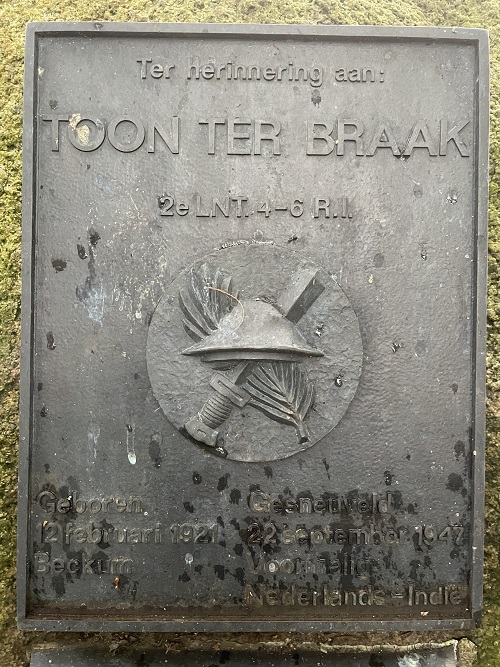 Ter herinnering aan:
TOON TER BRAAK
2e LNT. 4-6 R.I.
Geboren
12 februari 1921
Beckum
Gesneuveld
22 september 1947
Voormalig
Nederlands-Indië